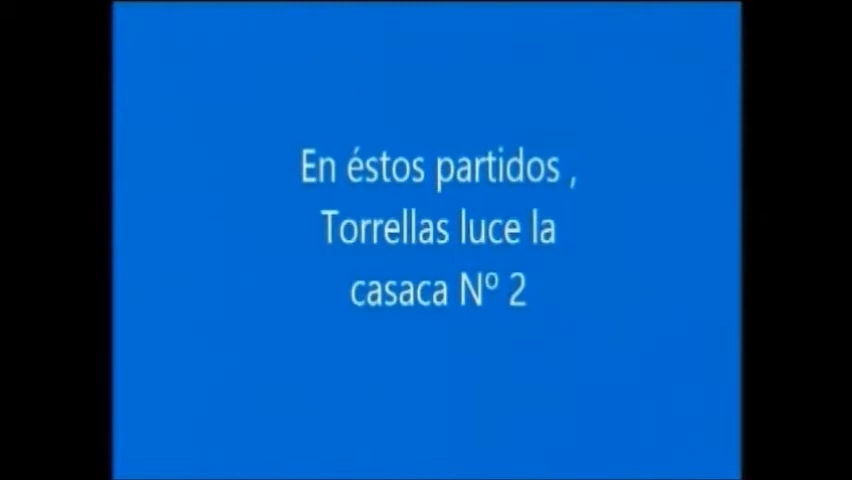 En éstos partidos ,
Torrellas luce la
casaca Nº 2